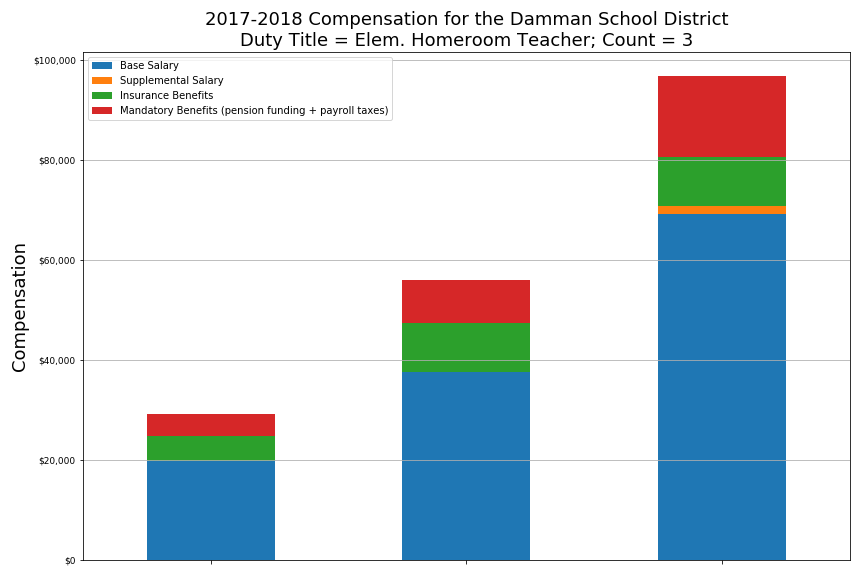 2017-2018 Compensation for the Damman School District
Duty Title = Elem. Homeroom Teacher; Count = 3
Base Salary
Supplemental Salary
Insurance Benefits
Mandatory Benefits (pension funding + payroll taxes)
Compensation
$100,000
$80,000
$60,000
$40,000
$20,000
$0